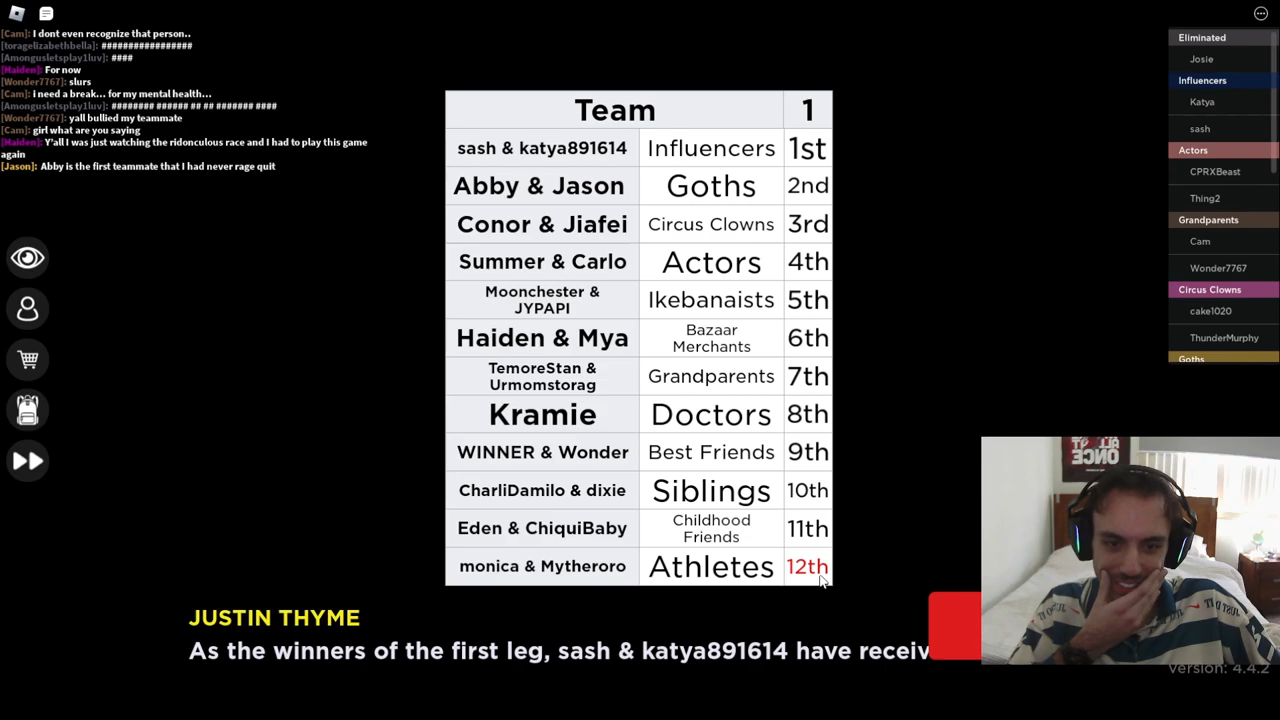 [Cam]: I dont even recognize that person..
[toragelizabethbella]: #################
[Amongusletsplay1luv]: ####
[Maiden]: For now
[Wonder7767]: slurs
[Cam]: i need a break... for my mental health...
[Amongusletsplay1luv]: ######## ###### ## ## ####### ####
[Wonder7767]: yall bullied my teammate
[Cam]: girl what are you saying
[Maiden]: Y'all I was just watching the ridonculous race and I had to play this game
again
[Jason]: Abby is the first teammate that I had never rage quit
Team 1
sash & katya891614 Influencers 1st
Abby & Jason Goths 2nd
Conor & Jiafei Circus Clowns 3rd
Summer & Carlo Actors 4th
Moonchester &
JYPAPI
Ikebanaists 5th
Haiden & Mya
Bazaar
Merchants
6th
TemoreStan &
Urmomstorag
Grandparents 7th
Kramie Doctors 8th
WINNER & Wonder Best Friends 9th
CharliDamilo & dixie Siblings 10th
Eden & ChiquiBaby
Childhood
Friends
11th
monica & Mytheroro Athletes 12th
Eliminated
Josie
Influencers
Katya
sash
Actors
CPRXBeast
Thing2
Grandparents
Cam
Wonder7767
Circus Clowns
cake1020
ThunderMurphy
Goths
JUSTIN THYME
As the winners of the first leg, sash & katya891614 have receiv
ONCE
JUST DO IT
Version: 4.4.2